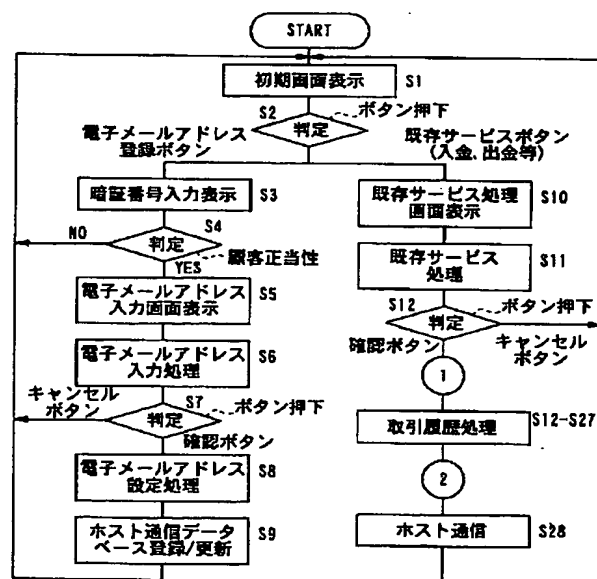 START
初期画面表示 S1
S2 ボタン押下
判定
電子メールアドレス
登録ボタン
既存サービスボタン
(入金、出金等)
暗証番号入力表示 S3
S4
NO 判定
YES 顧客正当性
電子メールアドレス
入力画面表示 S5
電子メールアドレス
入力処理 S6
キャンセル
ボタン
S7 ボタン押下
判定
確認ボタン
電子メールアドレス
設定処理 S8
ホスト通信データ
ベース登録/更新 S9
既存サービス処理
画面表示 S10
既存サービス
処理 S11
S12 ボタン押下
判定
確認ボタン
キャンセル
ボタン
1
取引履歴処理 S12-S27
2
ホスト通信 S28